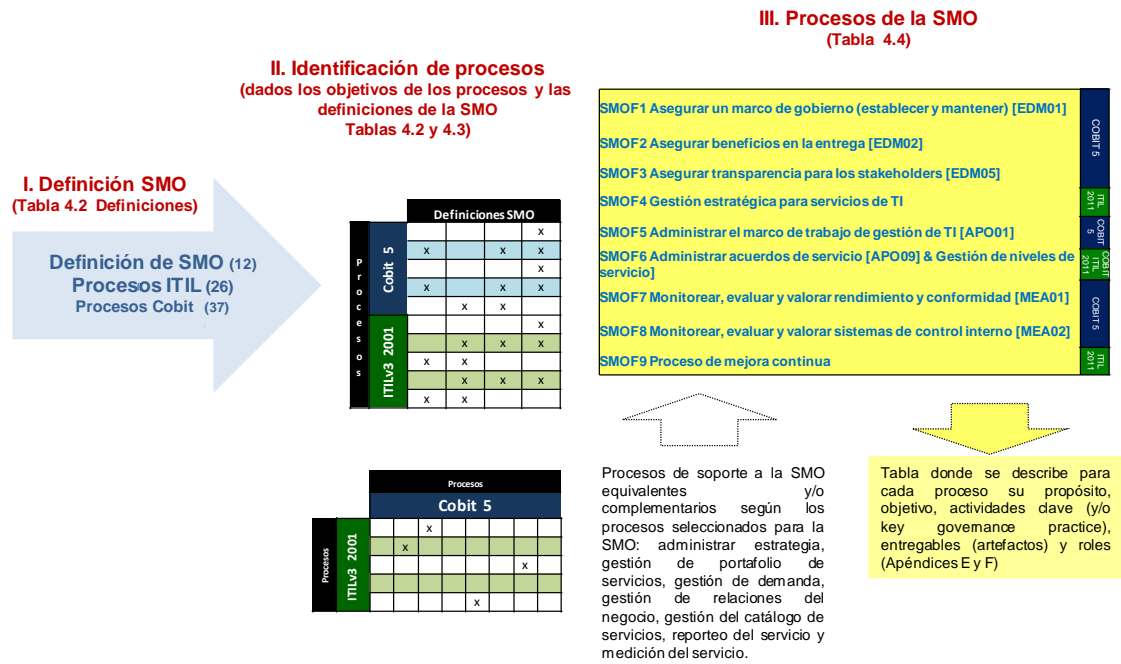 III. Procesos de la SMO
(Tabla 4.4)
II. Identificación de procesos
(dados los objetivos de los procesos y las
definiciones de la SMO
Tablas 4.2 y 4.3)
I. Definición SMO
(Tabla 4.2 Definiciones)
Definición de SMO (12)
Procesos ITIL (26)
Procesos Cobit (37)
Definiciones SMO
Procesos
Cobit 5
x
x x x
x
x x x
x x
ITILv3 2001
x
x x x
x x
x x x
x x
SMOF1 Asegurar un marco de gobierno (establecer y mantener) [EDM01]
SMOF2 Asegurar beneficios en la entrega [EDM02]
SMOF3 Asegurar transparencia para los stakeholders [EDM05]
COBIT 5
SMOF4 Gestión estratégica para servicios de TI
ITIL 2011
SMOF5 Administrar el marco de trabajo de gestión de TI [APO01]
COBIT 5
SMOF6 Administrar acuerdos de servicio [APO09] & Gestión de niveles de
servicio]
COBIT
ITIL
2011
SMOF7 Monitorear, evaluar y valorar rendimiento y conformidad [MEA01]
SMOF8 Monitorear, evaluar y valorar sistemas de control interno [MEA02]
COBIT 5
SMOF9 Proceso de mejora continua
ITIL 2011
Procesos
Cobit 5
Procesos
ITILv3 2001
x
x
x
x
Procesos de soporte a la SMO
equivalentes y/o
complementarios según los
procesos seleccionados para la
SMO: administrar estrategia,
gestión de portafolio de
servicios, gestión de demanda,
gestión de relaciones del
negocio, gestión del catálogo de
servicios, reporteo del servicio y
medición del servicio.
Tabla donde se describe para
cada proceso su propósito,
objetivo, actividades clave (y/o
key governance practice),
entregables (artefactos) y roles
(Apéndices E y F)